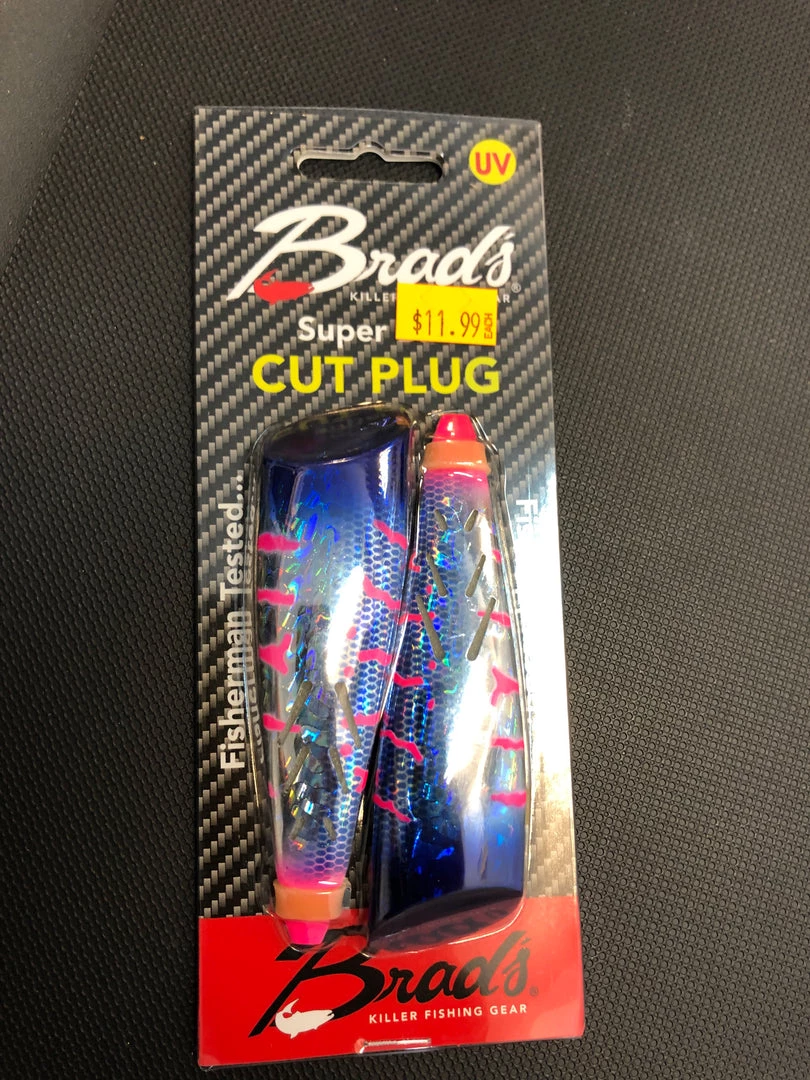 UV
Brad's®
KILLER
GEAR
$11.99 EACH
Super
CUT PLUG
Fisherman Tested...
Brad's®
KILLER FISHING GEAR